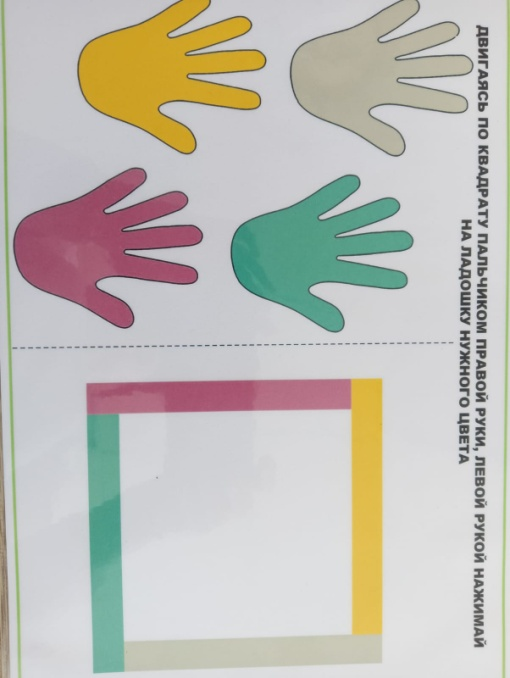 ДВИГАЯСЬ ПО КВАДРАТУ ПАЛЬЧИКОМ ПРАВОЙ РУКИ, ЛЕВОЙ РУКОЙ НАЖИМАЙ
НА ЛАДОШКУ НУЖНОГО ЦВЕТА